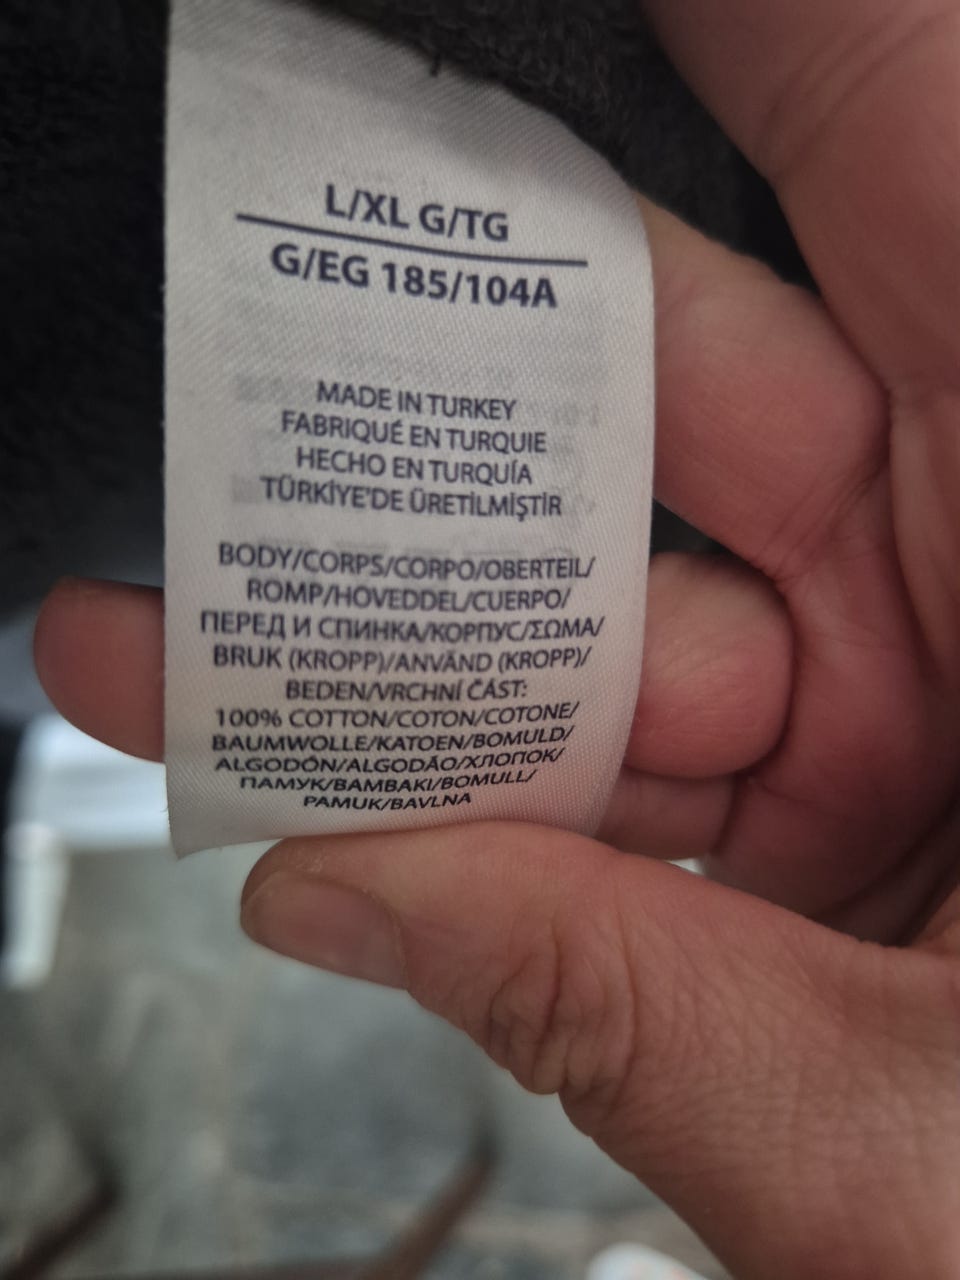 L/XL G/TG
G/EG 185/104A
MADE IN TURKEY
FABRIQUÉ EN TURQUIE
HECHO EN TURQUÍA
TÜRKİYE'DE ÜRETİLMİŞTİR
BODY/CORPS/CORPO/OBERTEIL/
ROMP/HOVEDDEL/CUERPO/
ПЕРЕД И СПИНКА/КОРПУС/ΣΩΜΑ/
BRUK (KROPP)/ANVÄND (KROPP)/
BEDEN/VRCHNÍ ČÁST:
100% COTTON/COTON/COTONE/
BAUMWOLLE/KATOEN/BOMULD/
ALGODÓN/ALGODÃO/ХЛОПОК/
ПАМУК/ΒΑΜΒΑΚΙ/BOMULL/
PAMUK/BAVLNA